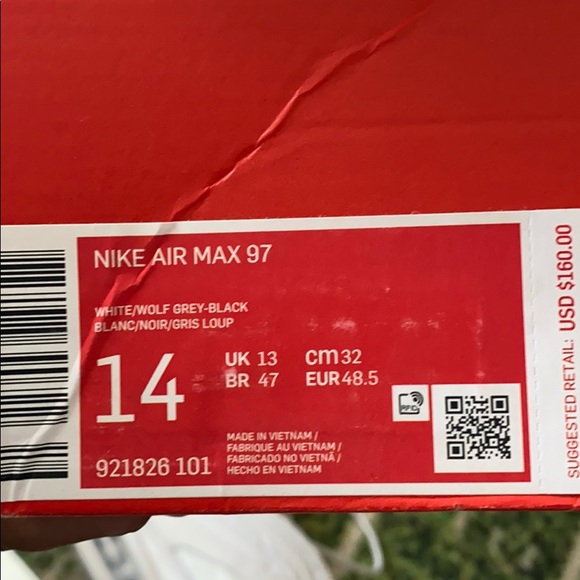 NIKE AIR MAX 97
WHITE/WOLF GREY-BLACK
BLANC/NOIR/GRIS LOUP
14
UK 13 cm 32
BR 47 EUR 48.5
RFID
MADE IN VIETNAM /
FABRIQUE AU VIETNAM /
FABRICADO NO VIETNÃ /
HECHO EN VIETNAM
921826 101
SUGGESTED RETAIL: USD $160.00